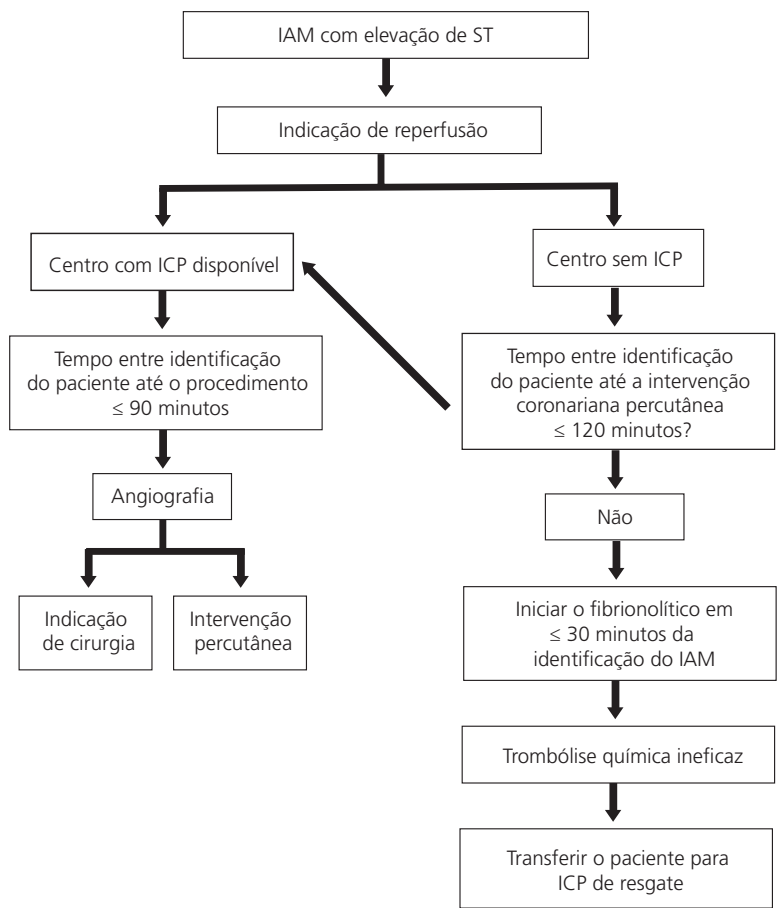 IAM com elevação de ST
Indicação de reperfusão
Centro com ICP disponível
Centro sem ICP
Tempo entre identificação
do paciente até o procedimento
≤ 90 minutos
Tempo entre identificação
do paciente até a intervenção
coronariana percutânea
≤ 120 minutos?
Angiografia
Não
Indicação
de cirurgia
Intervenção
percutânea
Iniciar o fibrionolítico em
≤ 30 minutos da
identificação do IAM
Trombólise química ineficaz
Transferir o paciente para
ICP de resgate